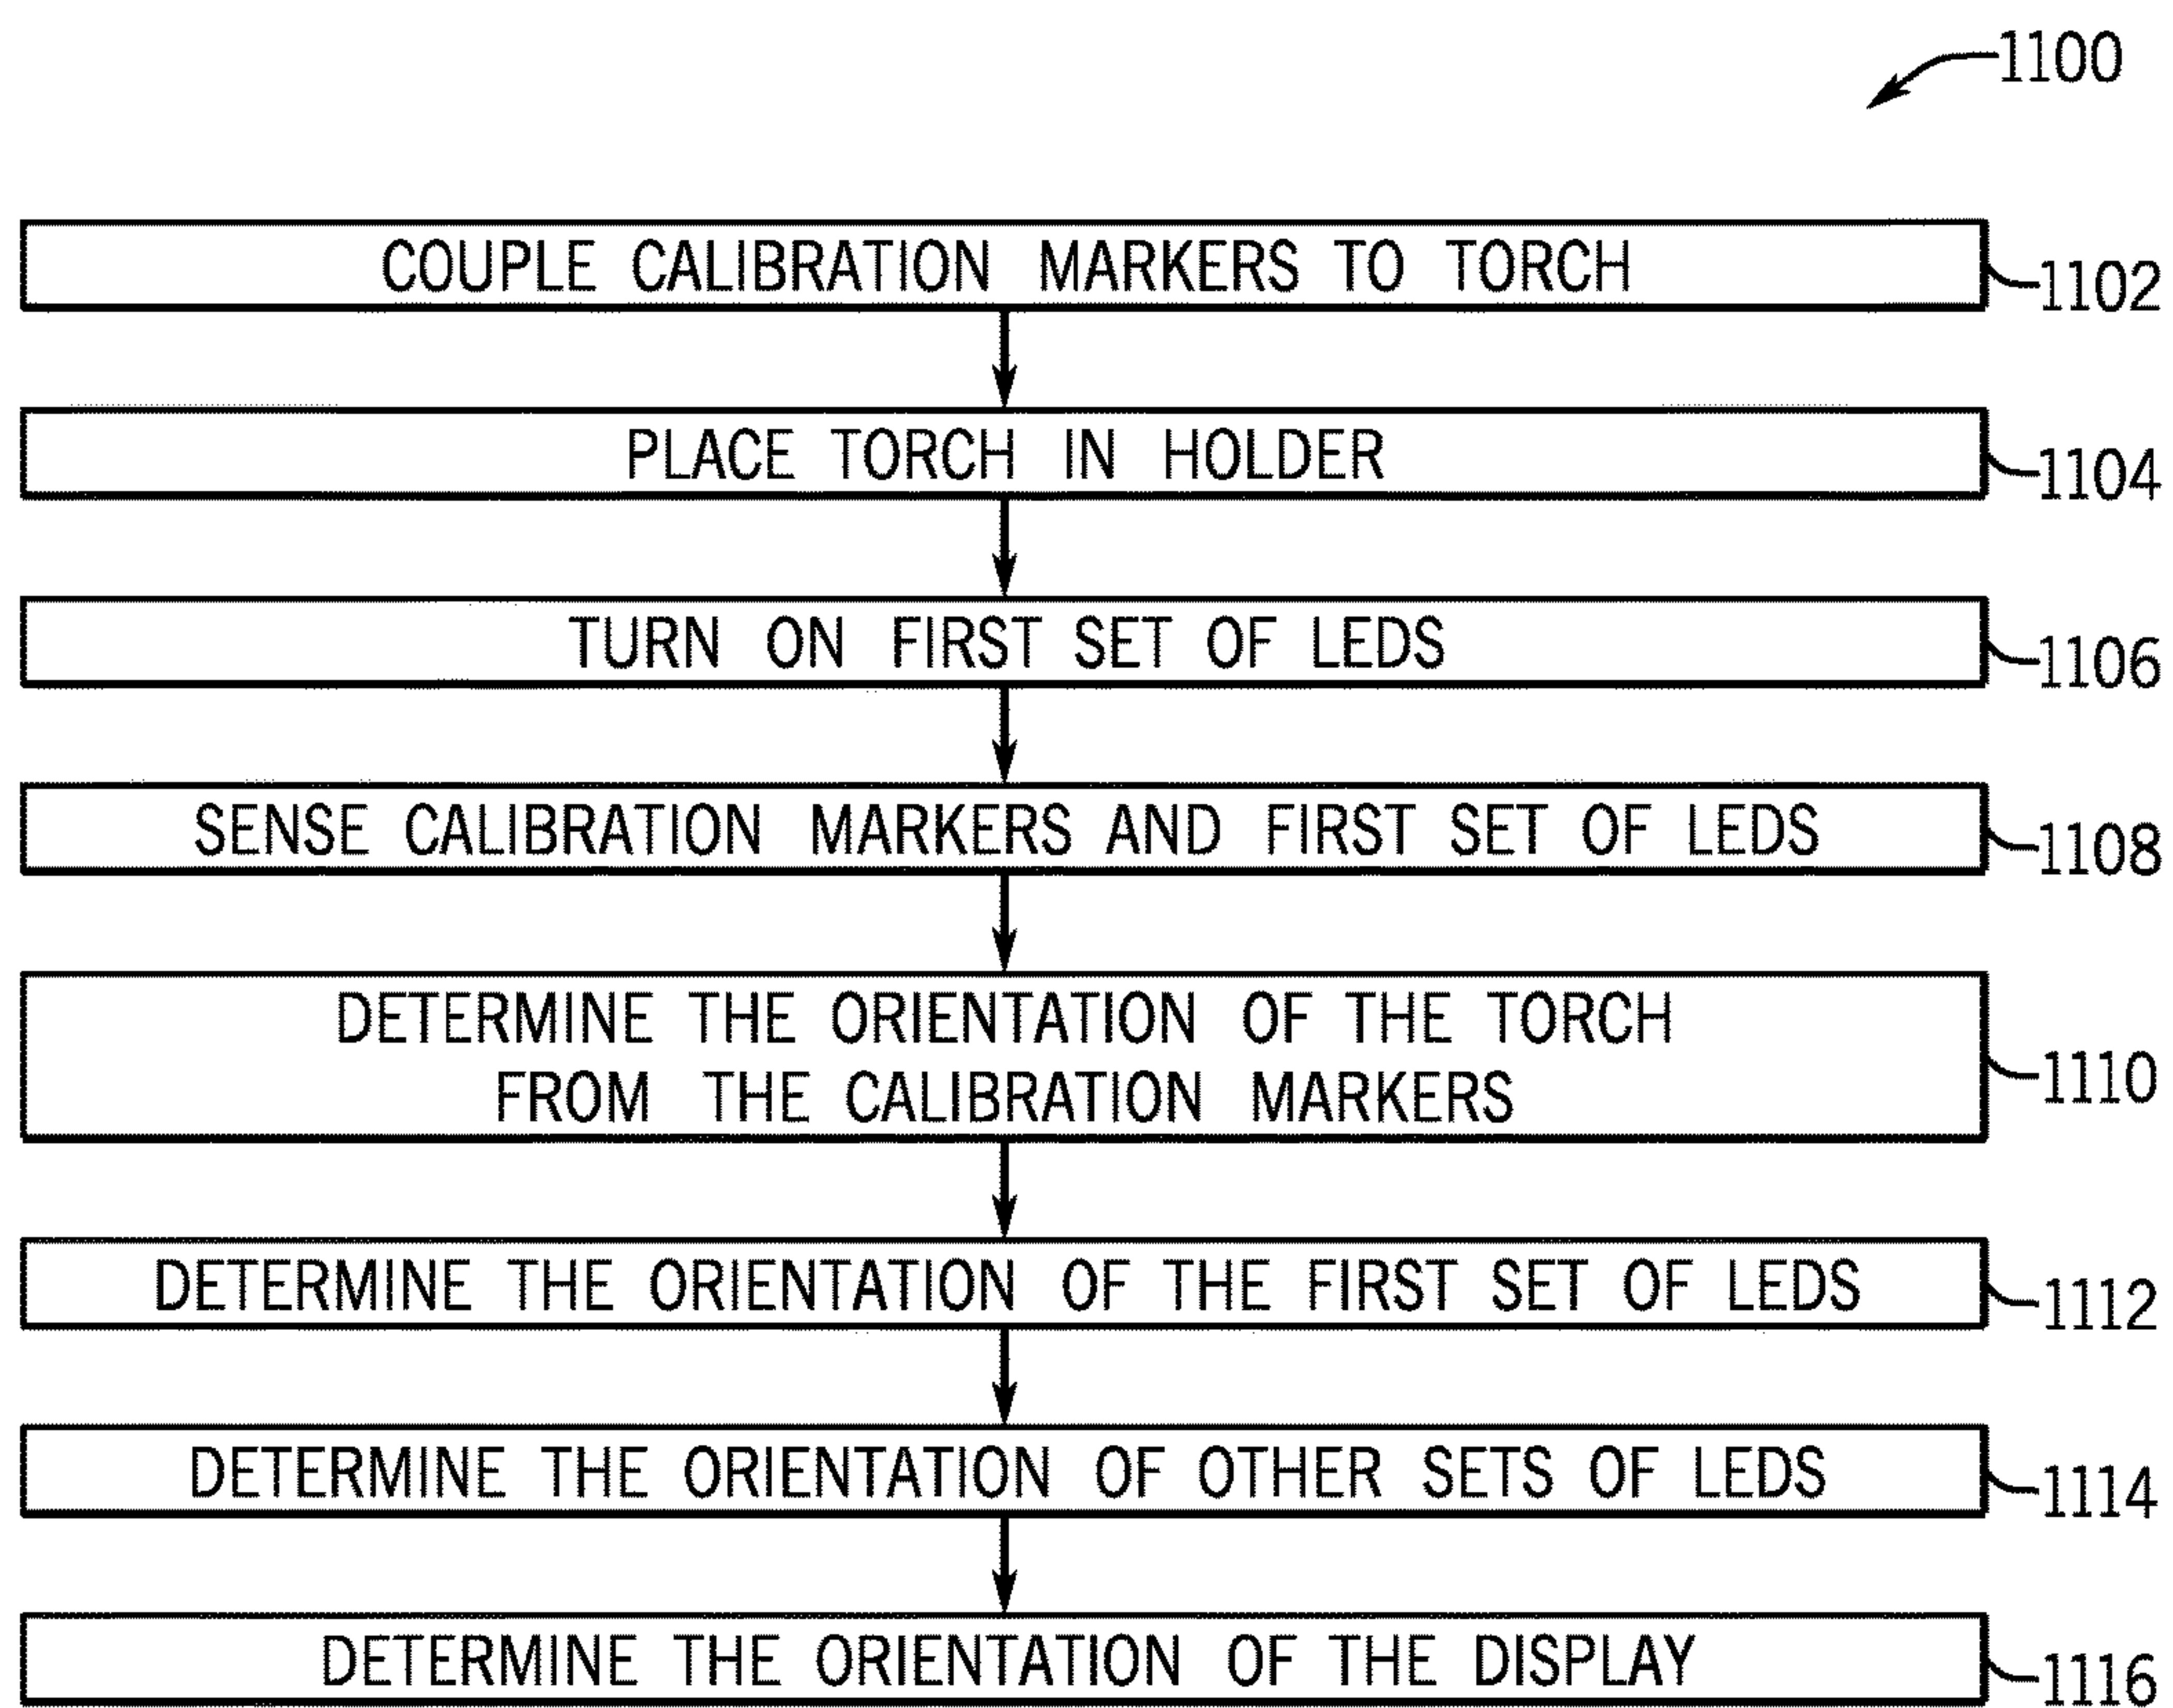 1100
COUPLE CALIBRATION MARKERS TO TORCH
1102
PLACE TORCH IN HOLDER
1104
TURN ON FIRST SET OF LEDS
1106
SENSE CALIBRATION MARKERS AND FIRST SET OF LEDS
1108
DETERMINE THE ORIENTATION OF THE TORCH
FROM THE CALIBRATION MARKERS
1110
DETERMINE THE ORIENTATION OF THE FIRST SET OF LEDS
1112
DETERMINE THE ORIENTATION OF OTHER SETS OF LEDS
1114
DETERMINE THE ORIENTATION OF THE DISPLAY
1116